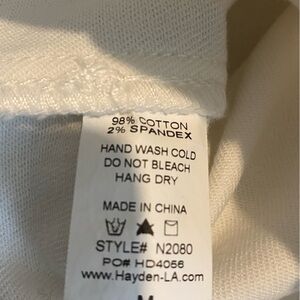 98% COTTON
2% SPANDEX
HAND WASH COLD
DO NOT BLEACH
HANG DRY
MADE IN CHINA
STYLE# N2080
PO# HD4056
www.Hayden-LA.com
M